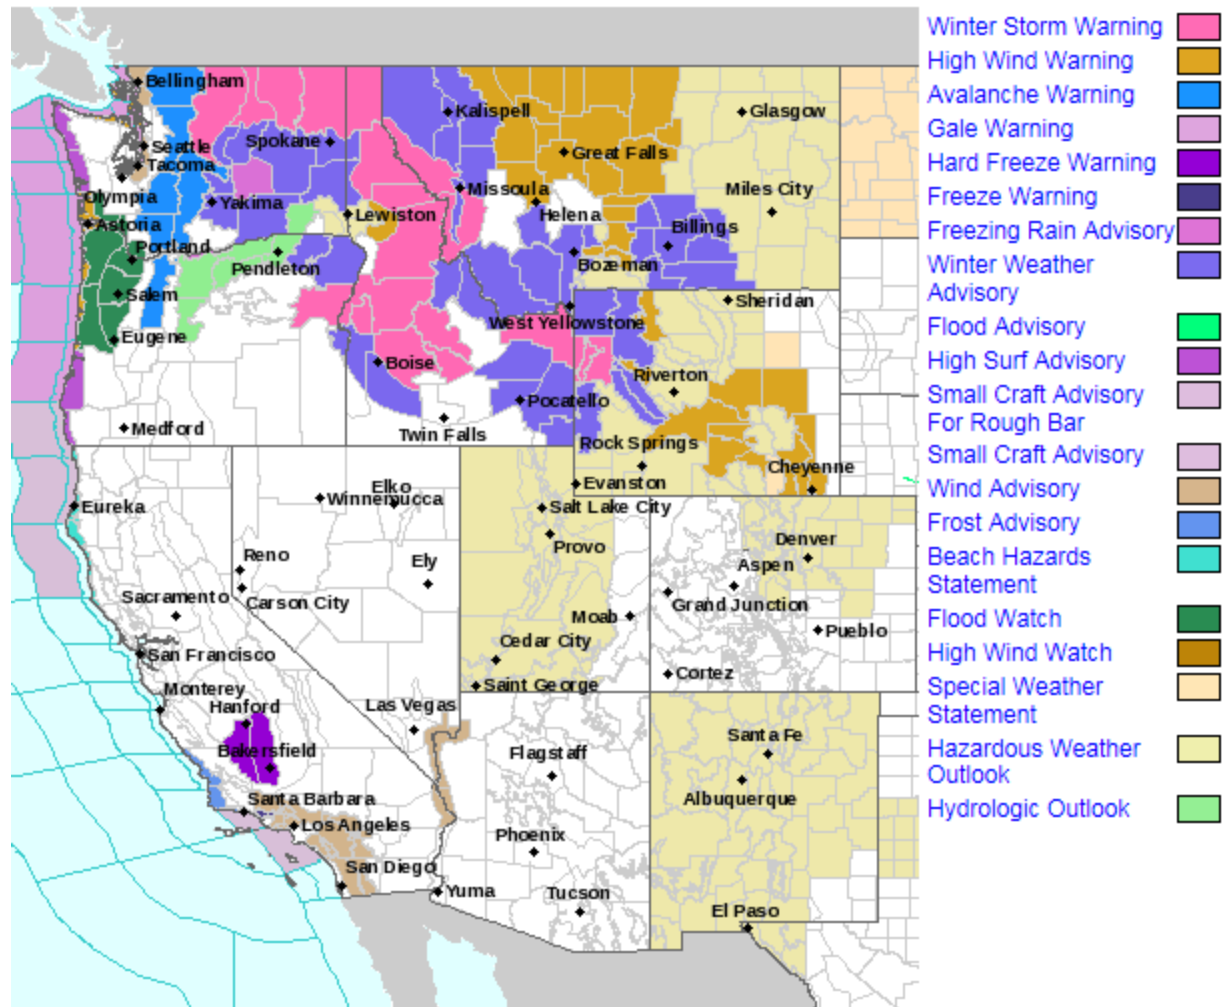 Winter Storm Warning
High Wind Warning
Avalanche Warning
Gale Warning
Hard Freeze Warning
Freeze Warning
Freezing Rain Advisory
Winter Weather
Advisory
Flood Advisory
High Surf Advisory
Small Craft Advisory
For Rough Bar
Small Craft Advisory
Wind Advisory
Frost Advisory
Beach Hazards
Statement
Flood Watch
High Wind Watch
Special Weather
Statement
Hazardous Weather
Outlook
Hydrologic Outlook
Bellingham
Kalispell
Glasgow
Seattle
Spokane
Great Falls
Tacoma
Olympia
Yakima
Missoula
Miles City
Lewiston
Helena
Astoria
Billings
Portland
Pendleton
Bozeman
Salem
Sheridan
West Yellowstone
Eugene
Boise
Riverton
Pocatello
Medford
Twin Falls
Rock Springs
Cheyenne
Evanston
Elko
Winnemucca
Eureka
Salt Lake City
Provo
Denver
Reno
Ely
Aspen
Sacramento
Carson City
Grand Junction
Moab
Pueblo
San Francisco
Cedar City
Cortez
Saint George
Monterey
Hanford
Las Vegas
Bakersfield
Flagstaff
Santa Fe
Albuquerque
Santa Barbara
Los Angeles
Phoenix
San Diego
Yuma
Tucson
El Paso